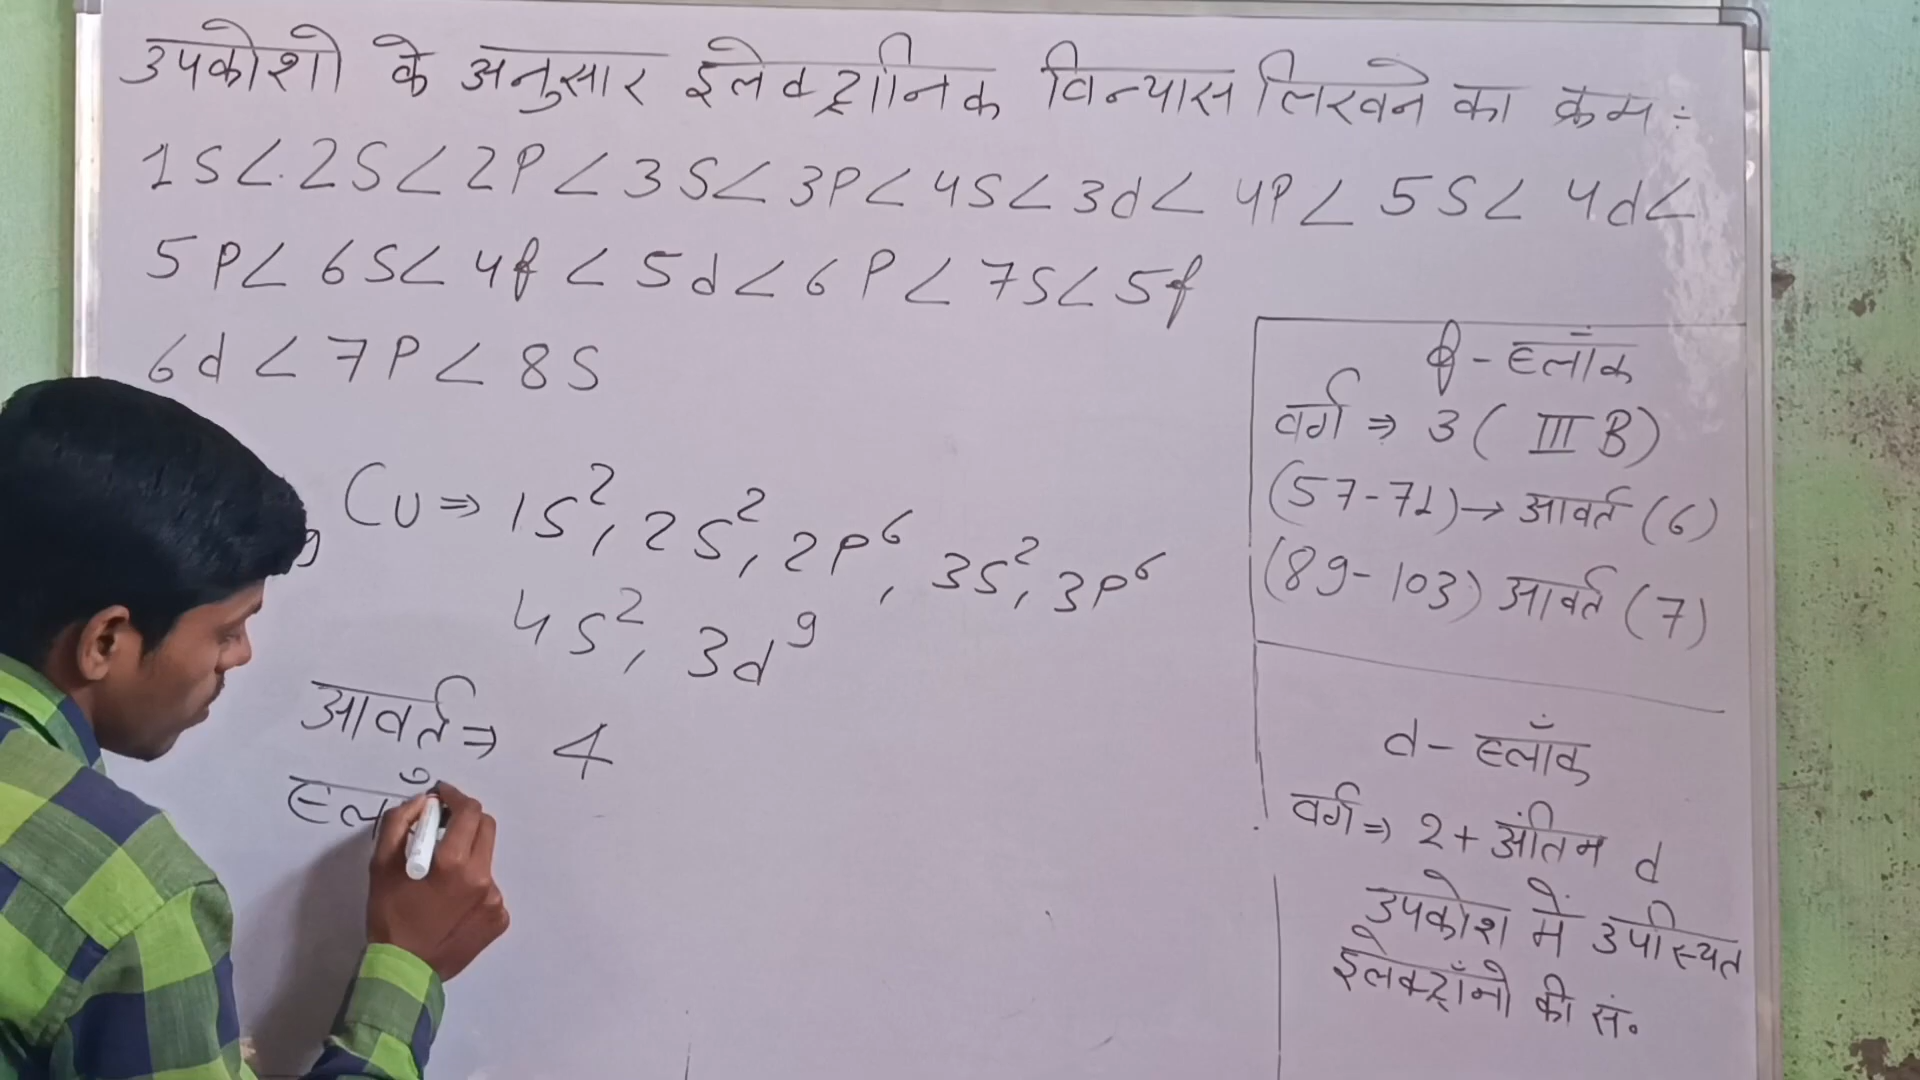 उपकोशो के अनुसार इलेक्ट्रॉनिक विन्यास लिखने का क्रम :-
1S < 2S < 2P < 3S < 3P < 4S < 3d < 4P < 5S < 4d <
5P < 6S < 4f < 5d < 6P < 7S < 5f
6d < 7P < 8S
9 Cu ⇒ 1S², 2S², 2P⁶, 3S², 3P⁶
4S², 3d⁹
आवर्त ⇒ 4
ब्लॉ
f - ब्लॉक
वर्ग ⇒ 3 ( III B)
(57-71) → आवर्त (6)
(89-103) आवर्त (7)
d - ब्लॉक
वर्ग ⇒ 2 + अंतिम d
उपकोश में उपस्थित
इलेक्ट्रॉनो की सं॰